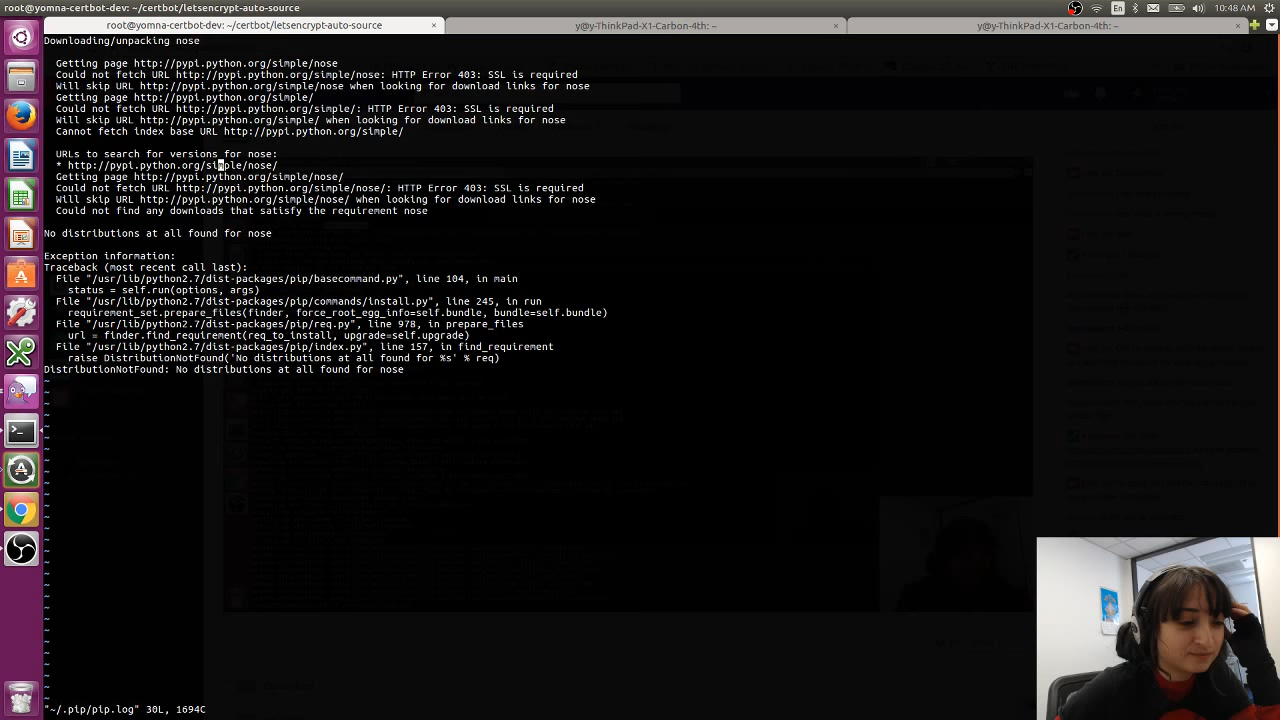 root@yomna-certbot-dev: ~/certbot/letsencrypt-auto-source
En
10:48 AM
root@yomna-certbot-dev: ~/certbot/letsencrypt-auto-source ×
y@y-ThinkPad-X1-Carbon-4th: ~ ×
y@y-ThinkPad-X1-Carbon-4th: ~ ×
Downloading/unpacking nose
Getting page http://pypi.python.org/simple/nose
Could not fetch URL http://pypi.python.org/simple/nose: HTTP Error 403: SSL is required
Will skip URL http://pypi.python.org/simple/nose when looking for download links for nose
Getting page http://pypi.python.org/simple/
Could not fetch URL http://pypi.python.org/simple/: HTTP Error 403: SSL is required
Will skip URL http://pypi.python.org/simple/ when looking for download links for nose
Cannot fetch index base URL http://pypi.python.org/simple/
URLs to search for versions for nose:
* http://pypi.python.org/simple/nose/
Getting page http://pypi.python.org/simple/nose/
Could not fetch URL http://pypi.python.org/simple/nose/: HTTP Error 403: SSL is required
Will skip URL http://pypi.python.org/simple/nose/ when looking for download links for nose
Could not find any downloads that satisfy the requirement nose
No distributions at all found for nose
Exception information:
Traceback (most recent call last):
File "/usr/lib/python2.7/dist-packages/pip/basecommand.py", line 104, in main
status = self.run(options, args)
File "/usr/lib/python2.7/dist-packages/pip/commands/install.py", line 245, in run
requirement_set.prepare_files(finder, force_root_egg_info=self.bundle, bundle=self.bundle)
File "/usr/lib/python2.7/dist-packages/pip/req.py", line 978, in prepare_files
url = finder.find_requirement(req_to_install, upgrade=self.upgrade)
File "/usr/lib/python2.7/dist-packages/pip/index.py", line 157, in find_requirement
raise DistributionNotFound('No distributions at all found for %s' % req)
DistributionNotFound: No distributions at all found for nose
"~/.pip/pip.log" 30L, 1694C